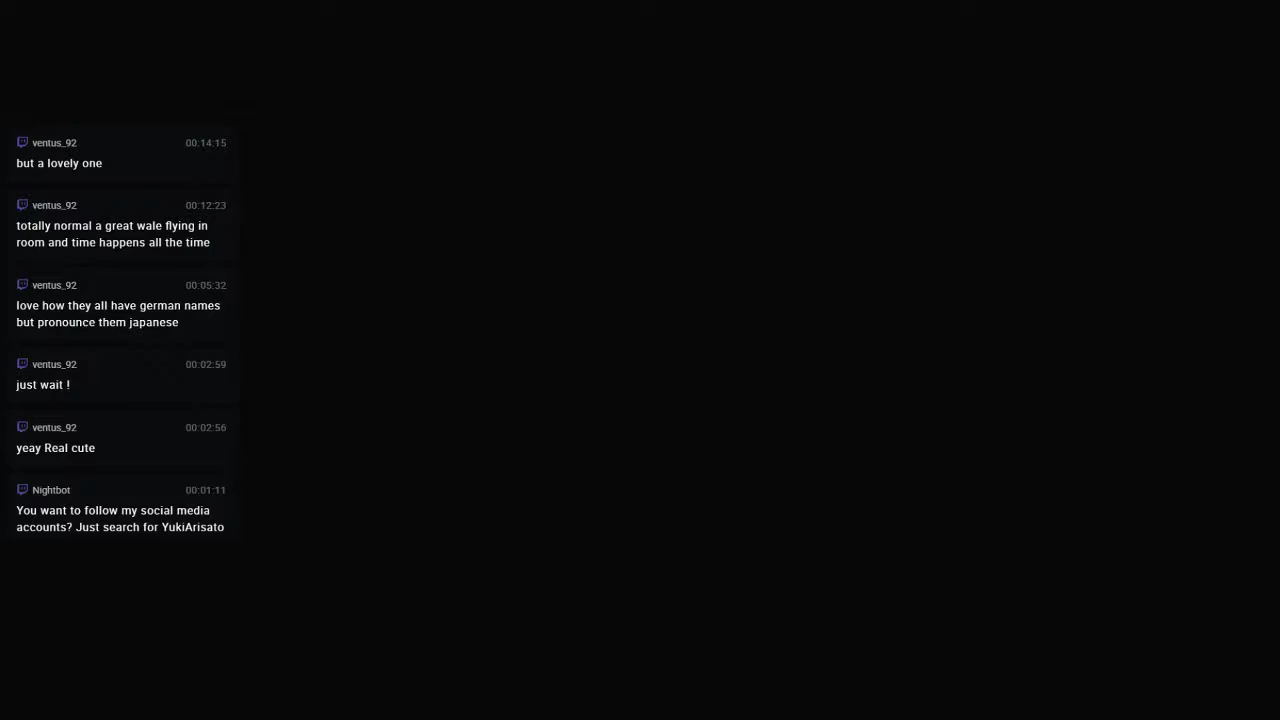 ventus_92 00:14:15
but a lovely one
ventus_92 00:12:23
totally normal a great wale flying in
room and time happens all the time
ventus_92 00:05:32
love how they all have german names
but pronounce them japanese
ventus_92 00:02:59
just wait !
ventus_92 00:02:56
yeay Real cute
Nightbot 00:01:11
You want to follow my social media
accounts? Just search for YukiArisato